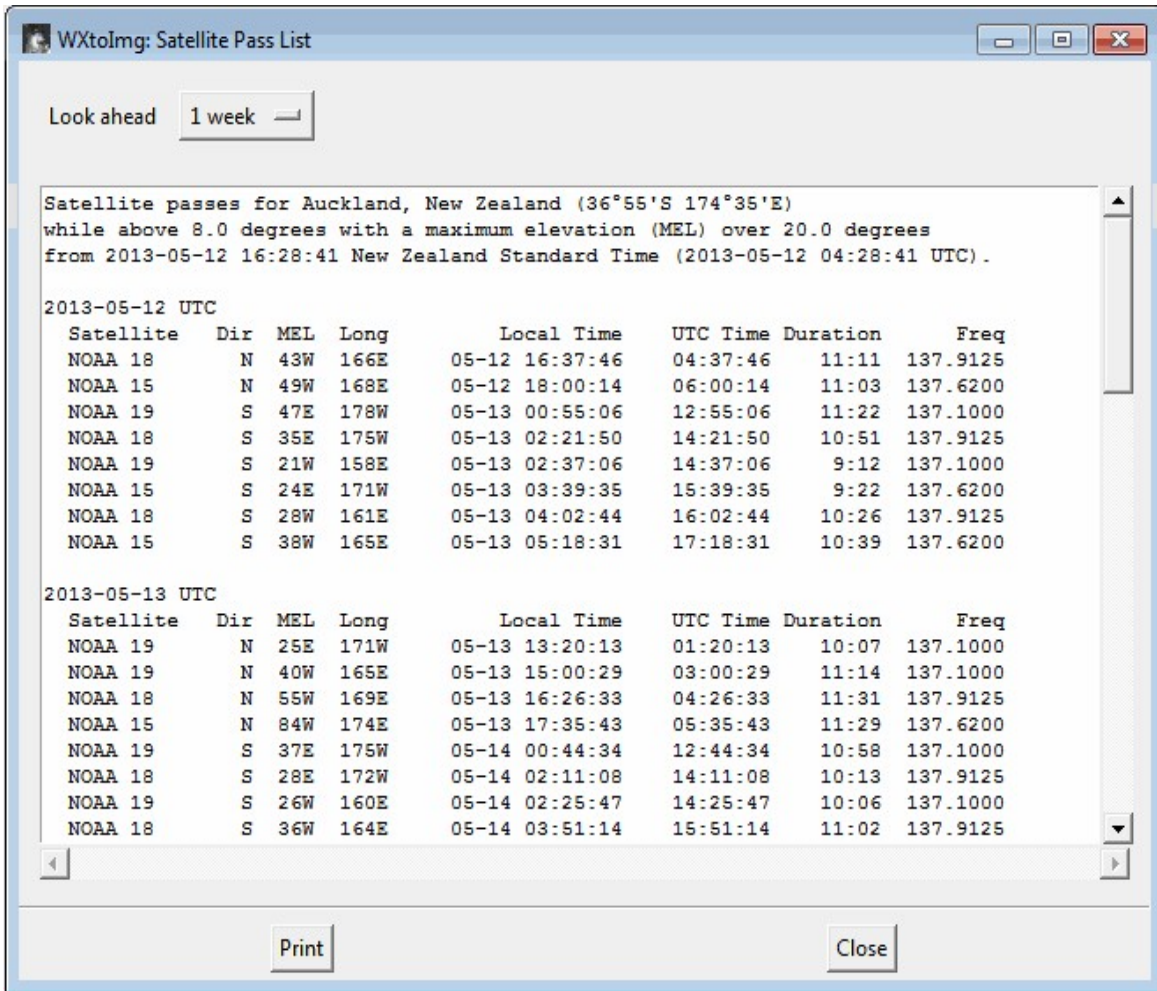 WXtoImg: Satellite Pass List
Look ahead 1 week
Satellite passes for Auckland, New Zealand (36°55'S 174°35'E)
while above 8.0 degrees with a maximum elevation (MEL) over 20.0 degrees
from 2013-05-12 16:28:41 New Zealand Standard Time (2013-05-12 04:28:41 UTC).
2013-05-12 UTC
Satellite Dir MEL Long Local Time UTC Time Duration Freq
NOAA 18 N 43W 166E 05-12 16:37:46 04:37:46 11:11 137.9125
NOAA 15 N 49W 168E 05-12 18:00:14 06:00:14 11:03 137.6200
NOAA 19 S 47E 178W 05-13 00:55:06 12:55:06 11:22 137.1000
NOAA 18 S 35E 175W 05-13 02:21:50 14:21:50 10:51 137.9125
NOAA 19 S 21W 158E 05-13 02:37:06 14:37:06 9:12 137.1000
NOAA 15 S 24E 171W 05-13 03:39:35 15:39:35 9:22 137.6200
NOAA 18 S 28W 161E 05-13 04:02:44 16:02:44 10:26 137.9125
NOAA 15 S 38W 165E 05-13 05:18:31 17:18:31 10:39 137.6200
2013-05-13 UTC
Satellite Dir MEL Long Local Time UTC Time Duration Freq
NOAA 19 N 25E 171W 05-13 13:20:13 01:20:13 10:07 137.1000
NOAA 19 N 40W 165E 05-13 15:00:29 03:00:29 11:14 137.1000
NOAA 18 N 55W 169E 05-13 16:26:33 04:26:33 11:31 137.9125
NOAA 15 N 84W 174E 05-13 17:35:43 05:35:43 11:29 137.6200
NOAA 19 S 37E 175W 05-14 00:44:34 12:44:34 10:58 137.1000
NOAA 18 S 28E 172W 05-14 02:11:08 14:11:08 10:13 137.9125
NOAA 19 S 26W 160E 05-14 02:25:47 14:25:47 10:06 137.1000
NOAA 18 S 36W 164E 05-14 03:51:14 15:51:14 11:02 137.9125
Print Close